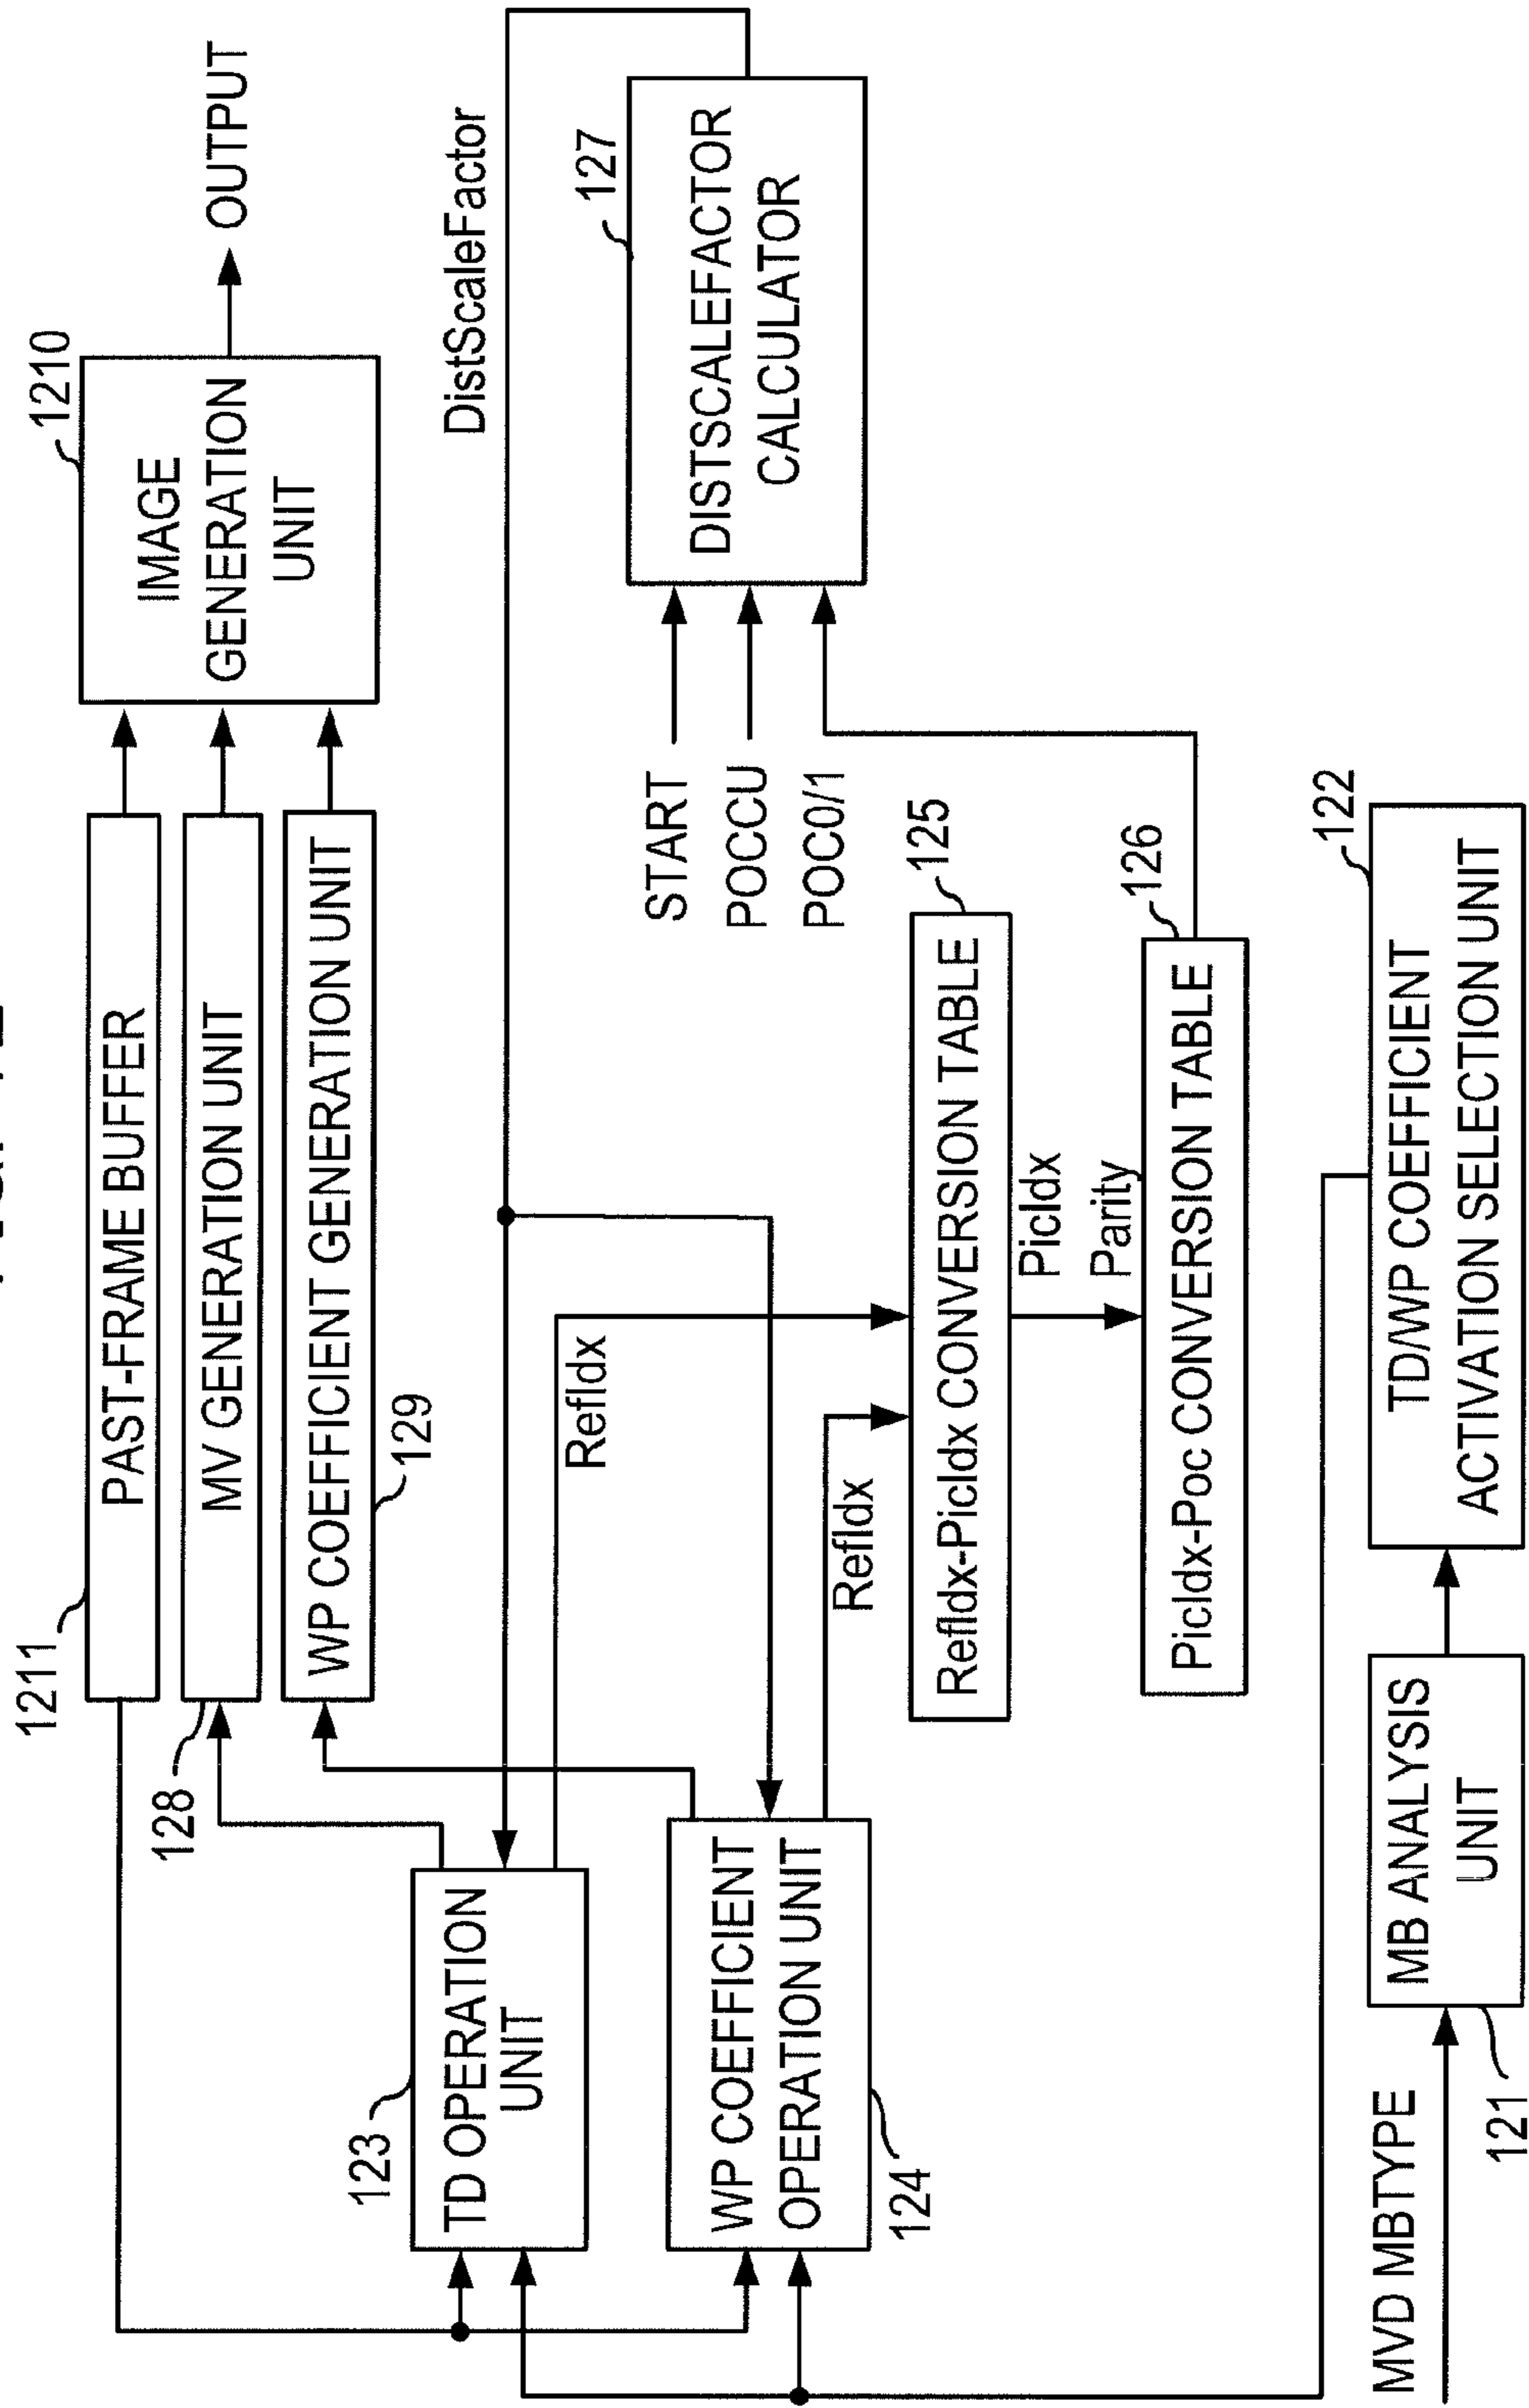 1211
PAST-FRAME BUFFER
128
MV GENERATION UNIT
WP COEFFICIENT GENERATION UNIT
129
1210
IMAGE
GENERATION
UNIT
OUTPUT
DistScaleFactor
123
TD OPERATION
UNIT
RefIdx
WP COEFFICIENT
OPERATION UNIT
124
RefIdx
START
POCCU
POC0/1
127
DISTSCALEFACTOR
CALCULATOR
125
RefIdx-PicIdx CONVERSION TABLE
PicIdx
Parity
126
PicIdx-Poc CONVERSION TABLE
MVD MBTYPE
121
MB ANALYSIS
UNIT
122
TD/WP COEFFICIENT
ACTIVATION SELECTION UNIT